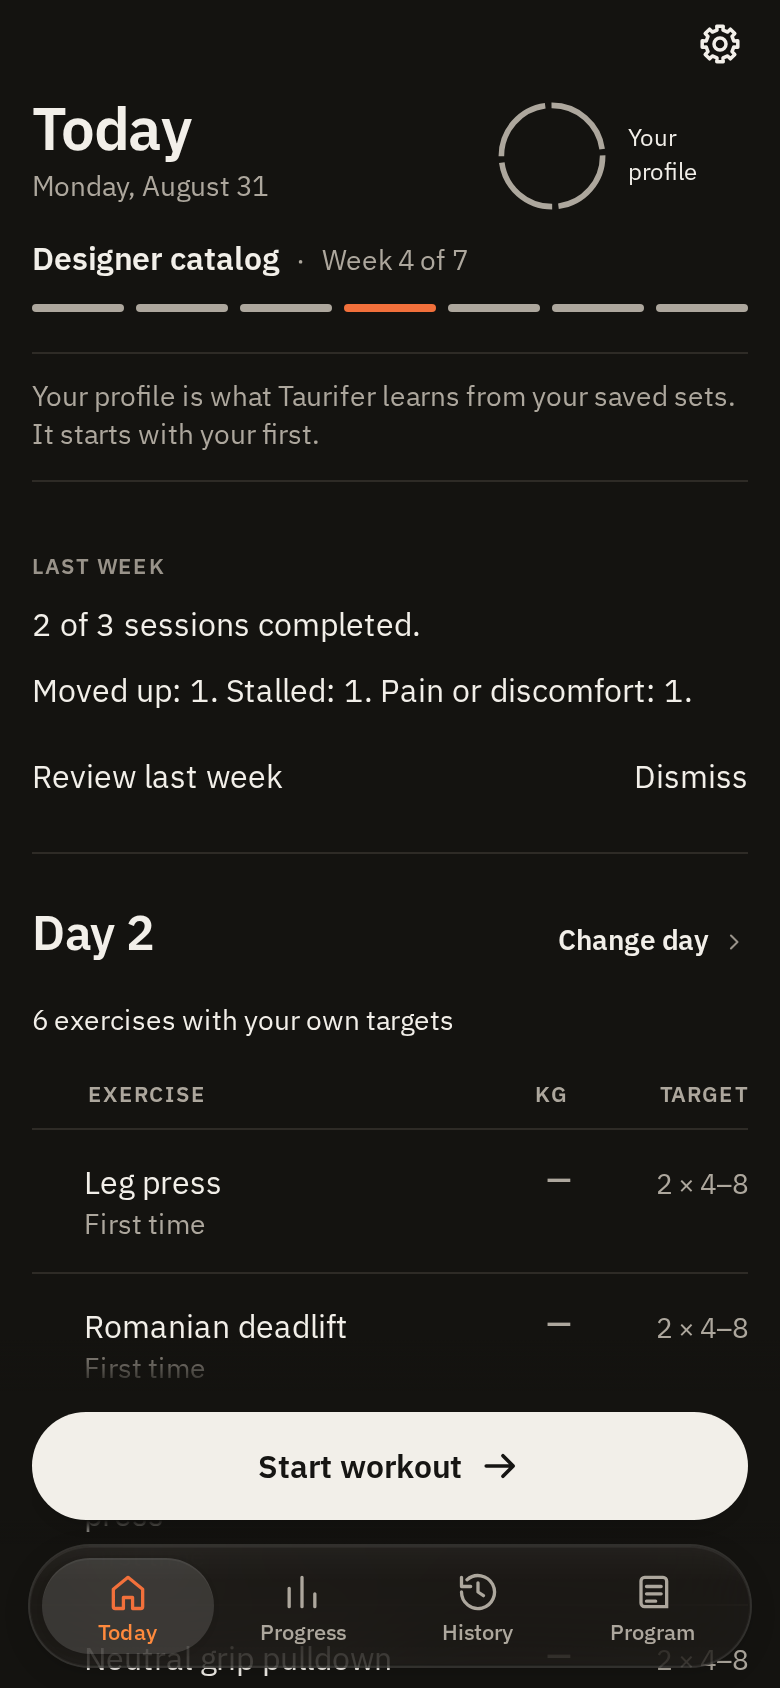 Today
Monday, August 31
Your
profile
Designer catalog · Week 4 of 7
Your profile is what Taurifer learns from your saved sets.
It starts with your first.
LAST WEEK
2 of 3 sessions completed.
Moved up: 1. Stalled: 1. Pain or discomfort: 1.
Review last week Dismiss
Day 2 Change day
6 exercises with your own targets
EXERCISE KG TARGET
Leg press — 2 × 4–8
First time
Romanian deadlift — 2 × 4–8
First time
Start workout →
press
Today Progress History Program
Neutral grip pulldown — 2 × 4–8